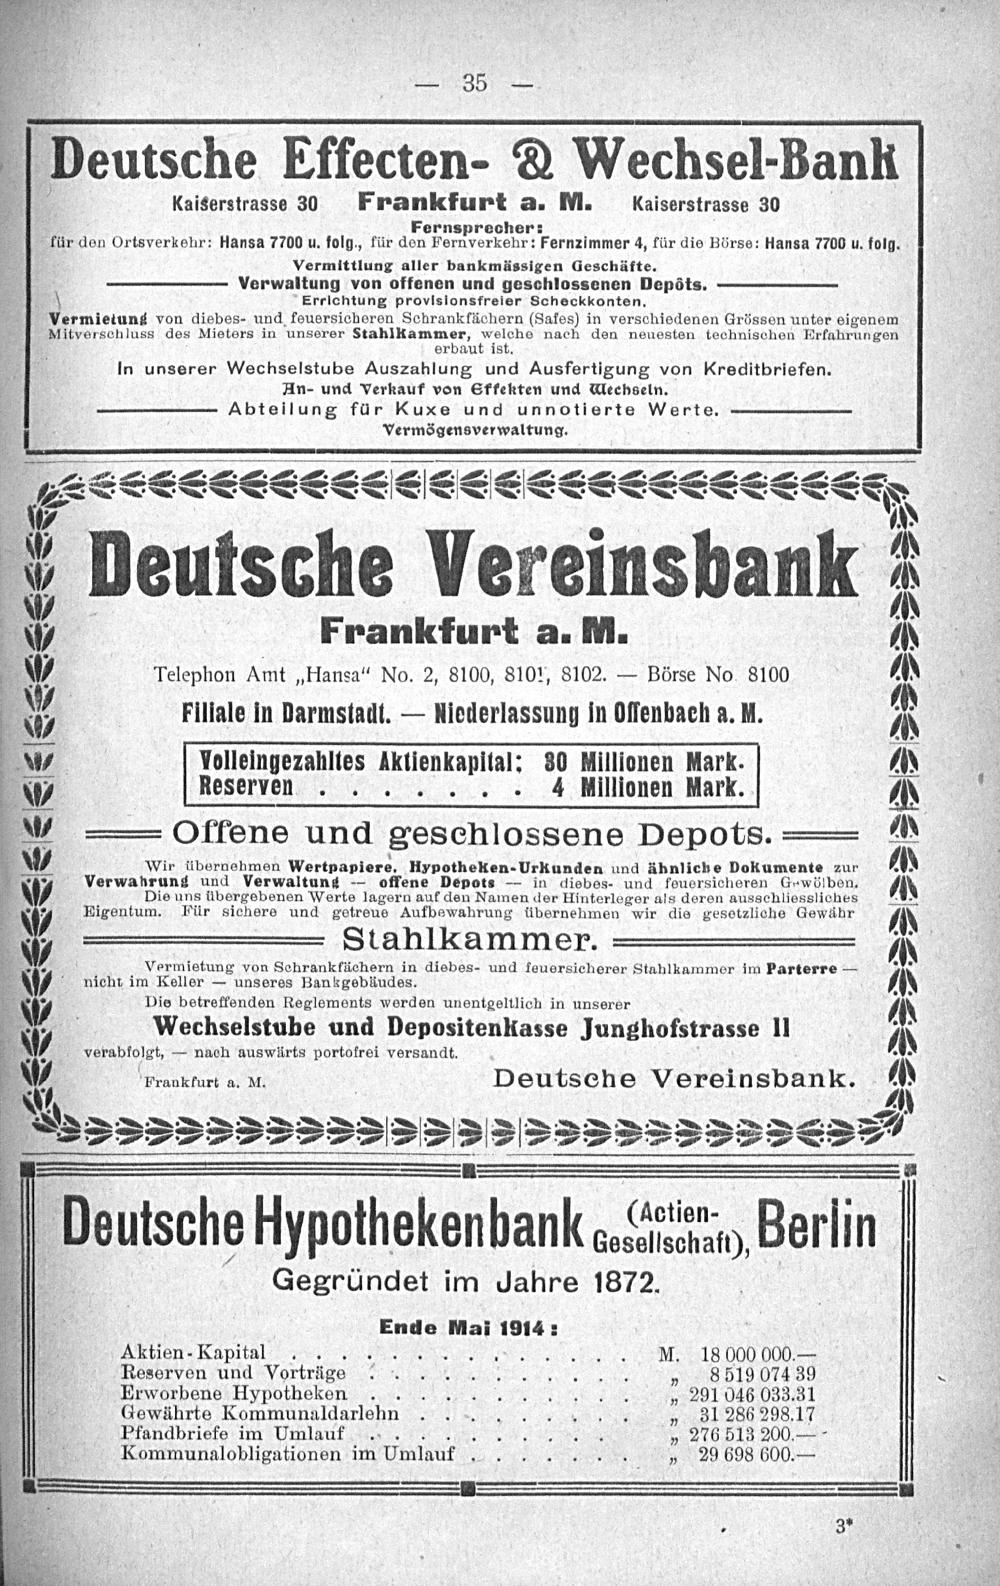 — 35 —
Deutsche Effecten- & Wechsel-Bank
Kaiserstrasse 30 Frankfurt a. M. Kaiserstrasse 30
Fernsprecher:
für den Ortsverkehr: Hansa 7700 u. folg., für den Fernverkehr: Fernzimmer 4, für die Börse: Hansa 7700 u. folg.
Vermittlung aller bankmässigen Geschäfte.
Verwaltung von offenen und geschlossenen Depôts.
Errichtung provisionsfreier Scheckkonten.
Vermietung von diebes- und feuersicheren Schrankfächern (Safes) in verschiedenen Grössen unter eigenem
Mitverschluss des Mieters in unserer Stahlkammer, welche nach den neuesten technischen Erfahrungen
erbaut ist.
In unserer Wechselstube Auszahlung und Ausfertigung von Kreditbriefen.
An- und Verkauf von Effekten und Wechseln.
Abteilung für Kuxe und unnotierte Werte.
Vermögensverwaltung.
Deutsche Vereinsbank
Frankfurt a. M.
Telephon Amt „Hansa“ No. 2, 8100, 8101, 8102. — Börse No. 8100
Filiale in Darmstadt. — Niederlassung in Offenbach a. M.
Volleingezahltes Aktienkapital: 30 Millionen Mark.
Reserven . . . . . . . 4 Millionen Mark.
Offene und geschlossene Depots.
Wir übernehmen Wertpapiere, Hypotheken-Urkunden und ähnliche Dokumente zur
Verwahrung und Verwaltung — offene Depots — in diebes- und feuersicheren Gewölben.
Die uns übergebenen Werte lagern auf den Namen der Hinterleger als deren ausschliessliches
Eigentum. Für sichere und getreue Aufbewahrung übernehmen wir die gesetzliche Gewähr
Stahlkammer.
Vermietung von Schrankfächern in diebes- und feuersicherer Stahlkammer im Parterre —
nicht im Keller — unseres Bankgebäudes.
Die betreffenden Reglements werden unentgeltlich in unserer
Wechselstube und Depositenkasse Junghofstrasse 11
verabfolgt, — nach auswärts portofrei versandt.
Frankfurt a. M. Deutsche Vereinsbank.
Deutsche Hypothekenbank (Actien-Gesellschaft), Berlin
Gegründet im Jahre 1872.
Ende Mai 1914:
Aktien-Kapital . . . . . . . . . . . . . . M. 18 000 000.—
Reserven und Vorträge . . . . . . . . . . . . „ 8 519 074 39
Erworbene Hypotheken . . . . . . . . . . . . „ 291 046 033.31
Gewährte Kommunaldarlehn . . . . . . . . . „ 31 286 298.17
Pfandbriefe im Umlauf . . . . . . . . . . . „ 276 513 200.—
Kommunalobligationen im Umlauf . . . . . . . „ 29 698 600.—
3*